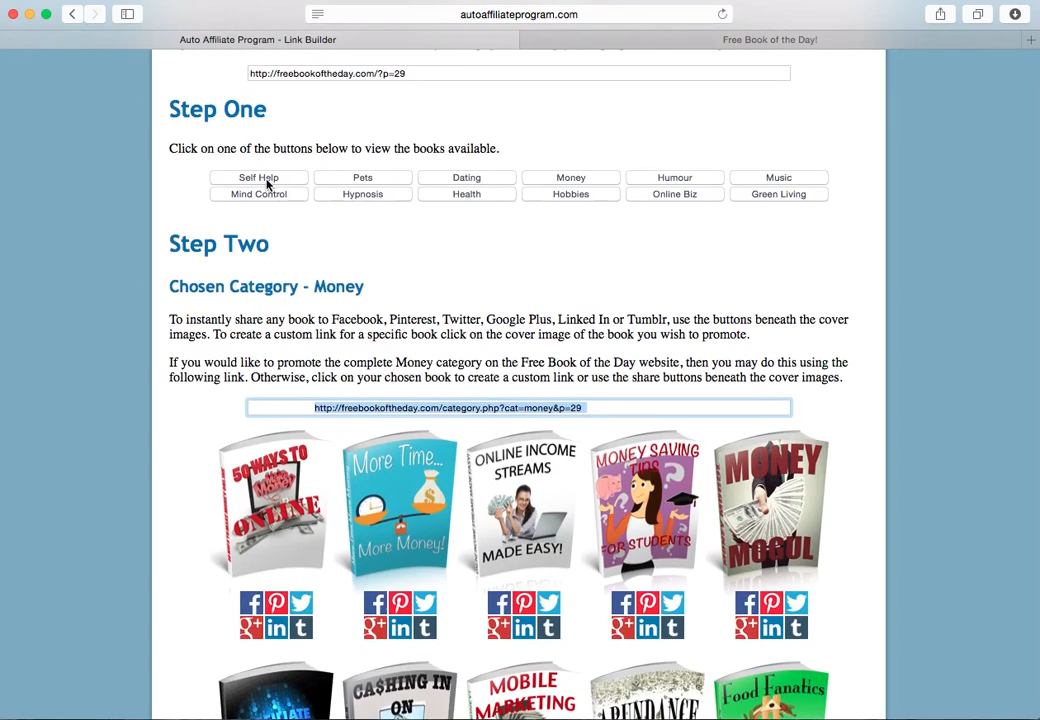 autoaffiliateprogram.com
Auto Affiliate Program - Link Builder
Free Book of the Day!
http://freebookoftheday.com/?p=29
Step One
Click on one of the buttons below to view the books available.
Self Help Pets Dating Money Humour Music
Mind Control Hypnosis Health Hobbies Online Biz Green Living
Step Two
Chosen Category - Money
To instantly share any book to Facebook, Pinterest, Twitter, Google Plus, Linked In or Tumblr, use the buttons beneath the cover
images. To create a custom link for a specific book click on the cover image of the book you wish to promote.
If you would like to promote the complete Money category on the Free Book of the Day website, then you may do this using the
following link. Otherwise, click on your chosen book to create a custom link or use the share buttons beneath the cover images.
http://freebookoftheday.com/category.php?cat=money&p=29
50 WAYS TO
ONLINE
More Time...
More Money!
ONLINE INCOME
STREAMS
MADE EASY!
MONEY SAVING
TIPS
FOR STUDENTS
MONEY
MOGUL
CA$HING IN
ON
MOBILE
MARKETING
ABUNDANCE
Food Fanatics